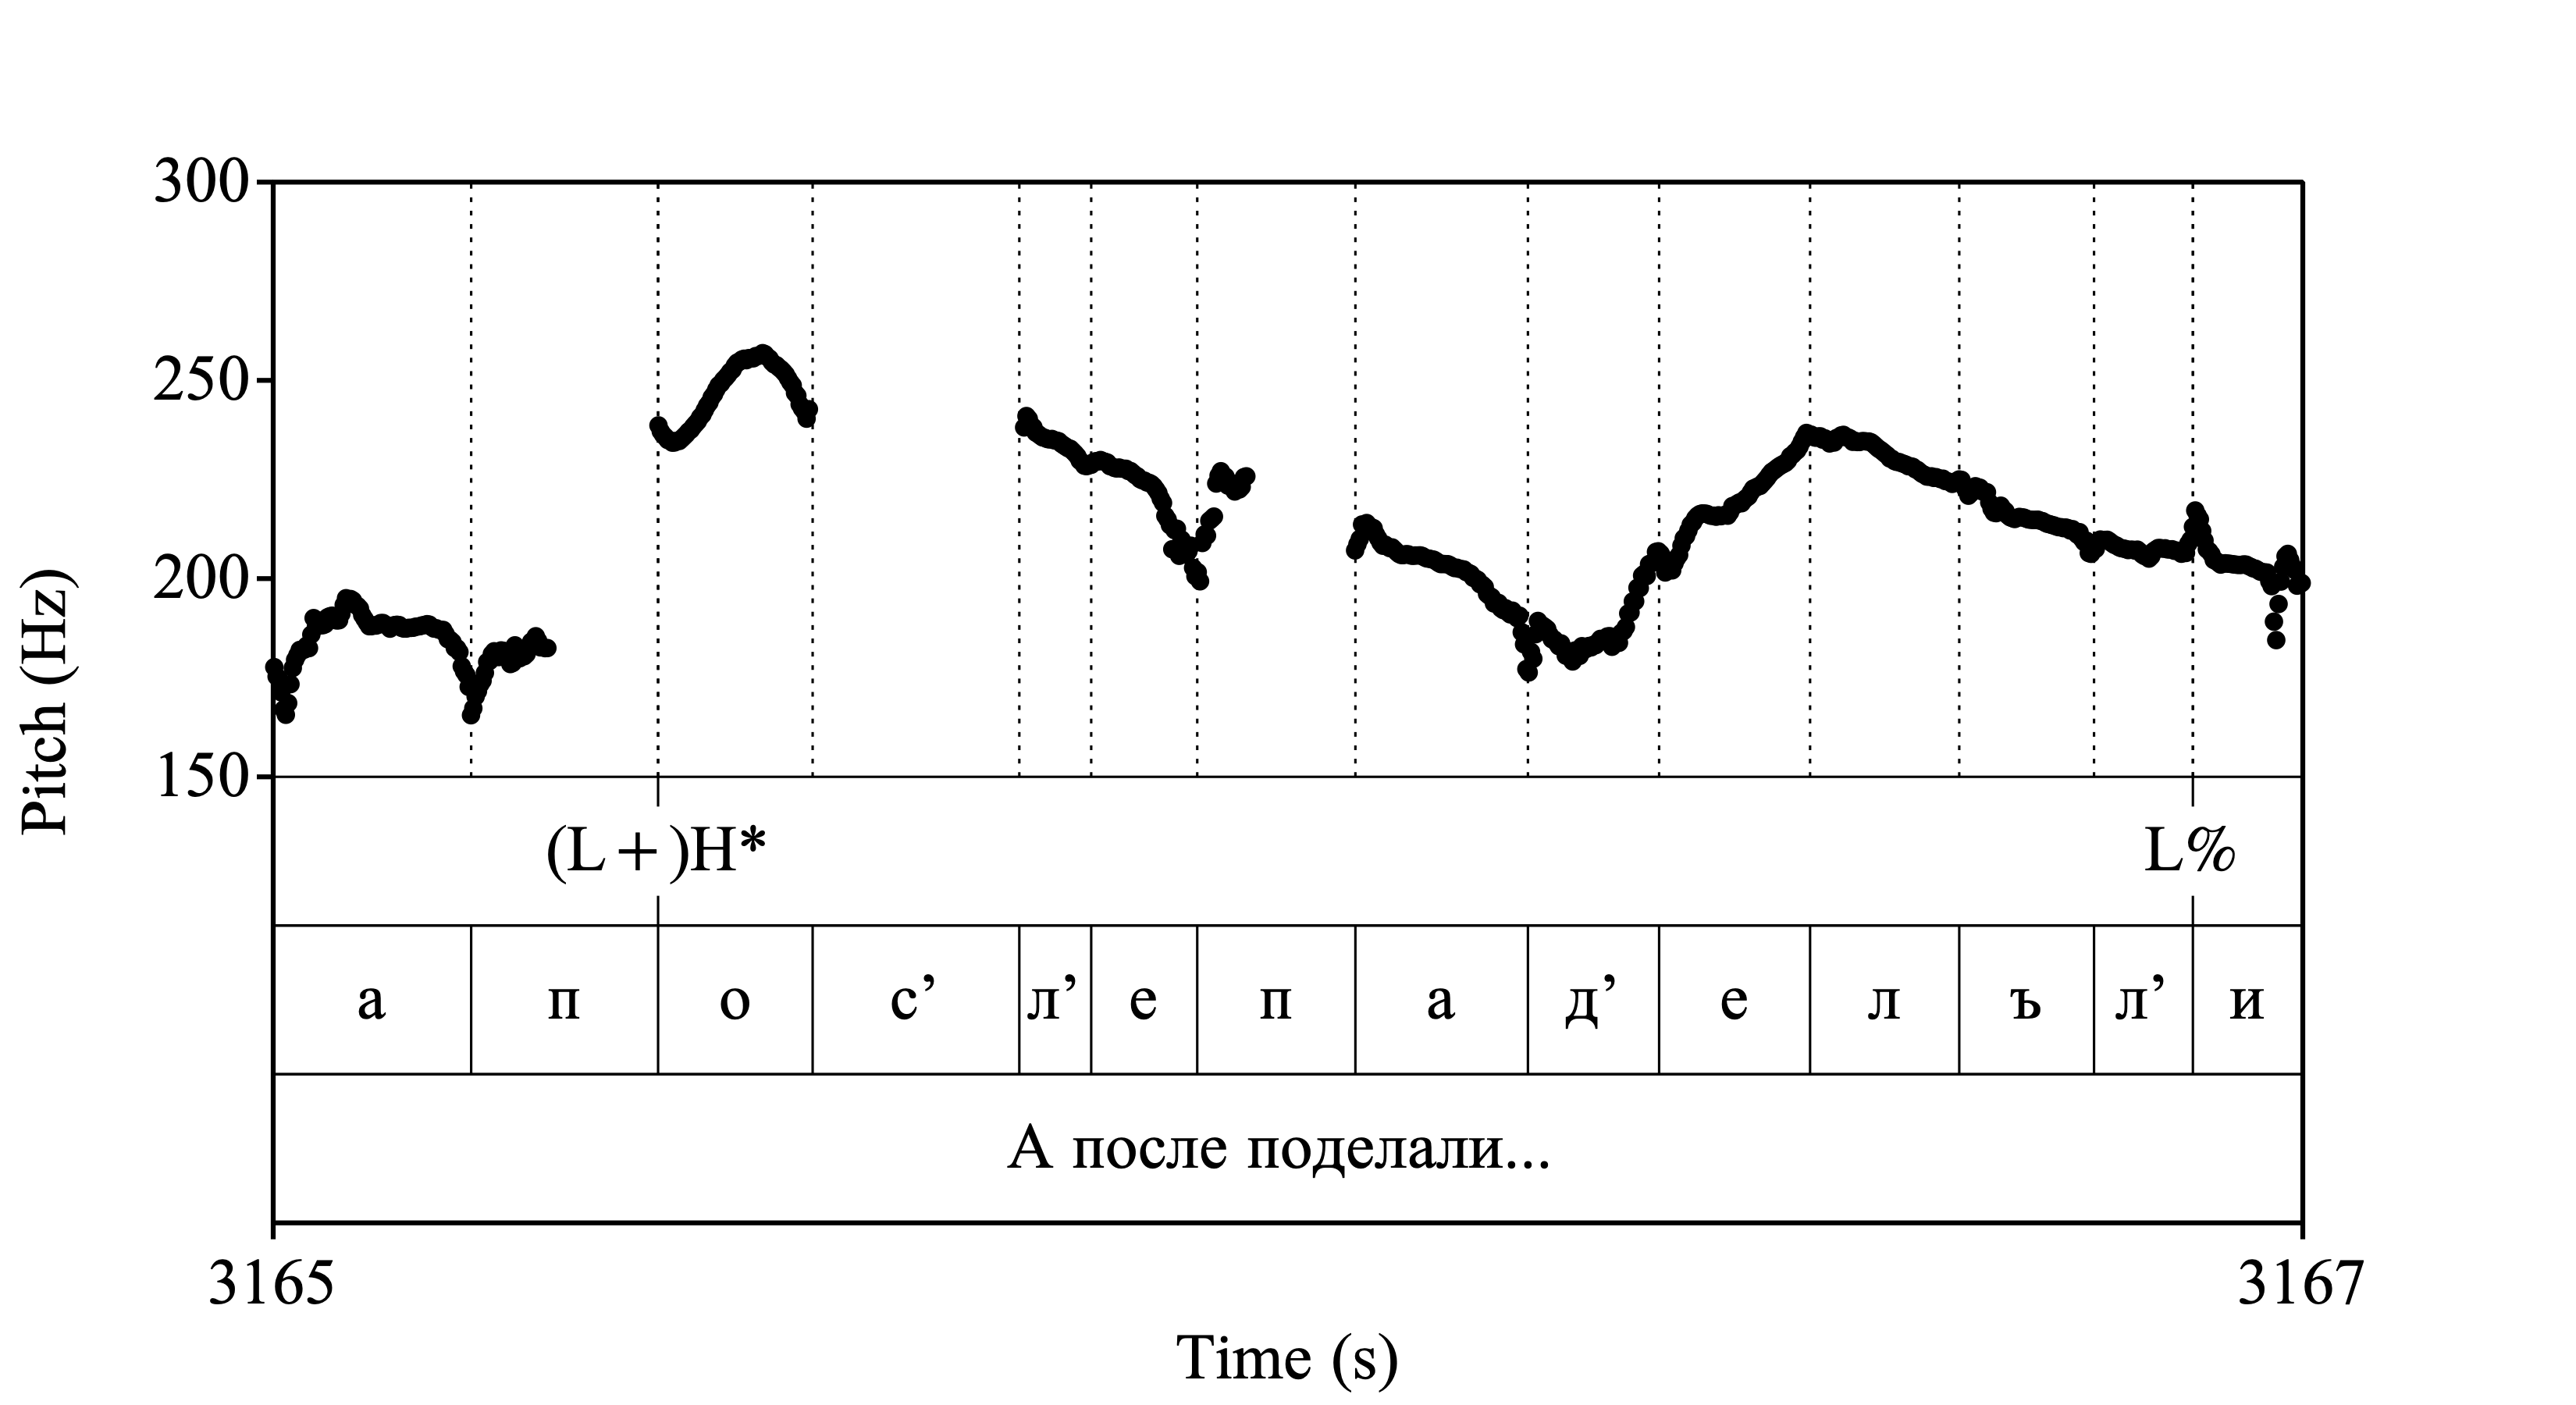 300
250
200
150
Pitch (Hz)
(L+)H* L%
а п о с’ л’ е п а д’ е л ъ л’ и
А после поделали...
3165 3167
Time (s)